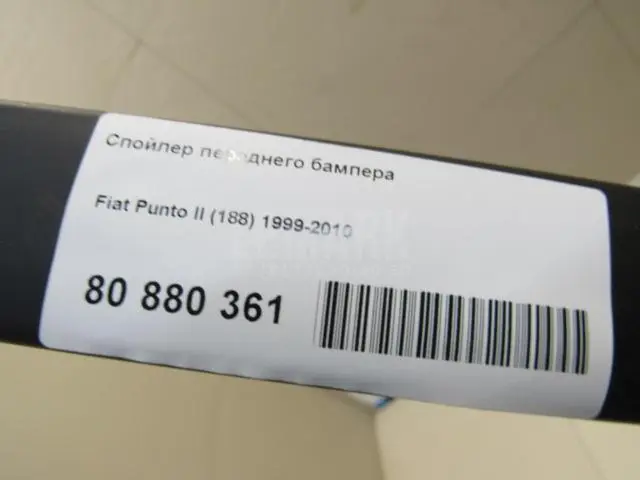 Спойлер переднего бампера
Fiat Punto II (188) 1999-2010
80 880 361